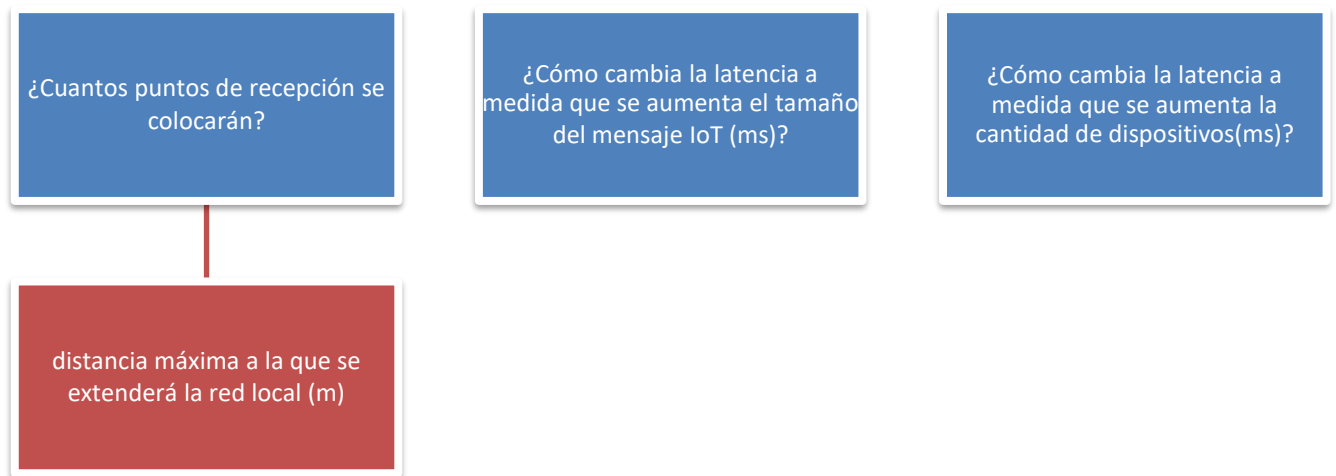 ¿Cuantos puntos de recepción se
colocarán?
¿Cómo cambia la latencia a
medida que se aumenta el tamaño
del mensaje IoT (ms)?
¿Cómo cambia la latencia a
medida que se aumenta la
cantidad de dispositivos(ms)?
distancia máxima a la que se
extenderá la red local (m)